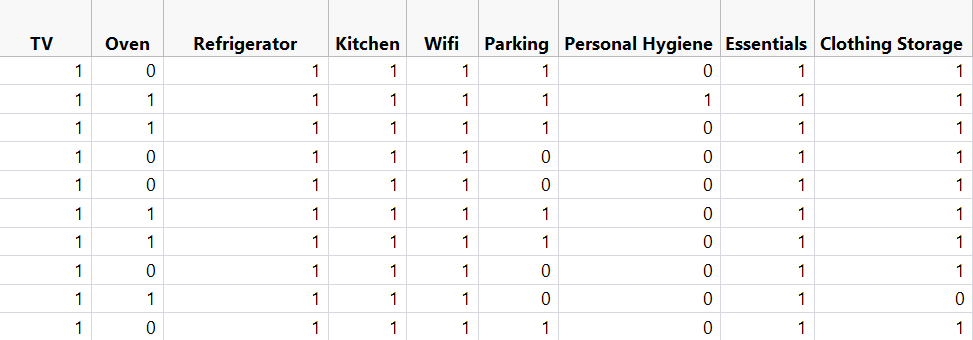 TV Oven Refrigerator Kitchen Wifi Parking Personal Hygiene Essentials Clothing Storage
1 0 1 1 1 1 0 1 1
1 1 1 1 1 1 1 1 1
1 1 1 1 1 1 0 1 1
1 0 1 1 1 0 0 1 1
1 0 1 1 1 0 0 1 1
1 1 1 1 1 1 0 1 1
1 1 1 1 1 1 0 1 1
1 0 1 1 1 0 0 1 1
1 1 1 1 1 0 0 1 0
1 0 1 1 1 1 0 1 1